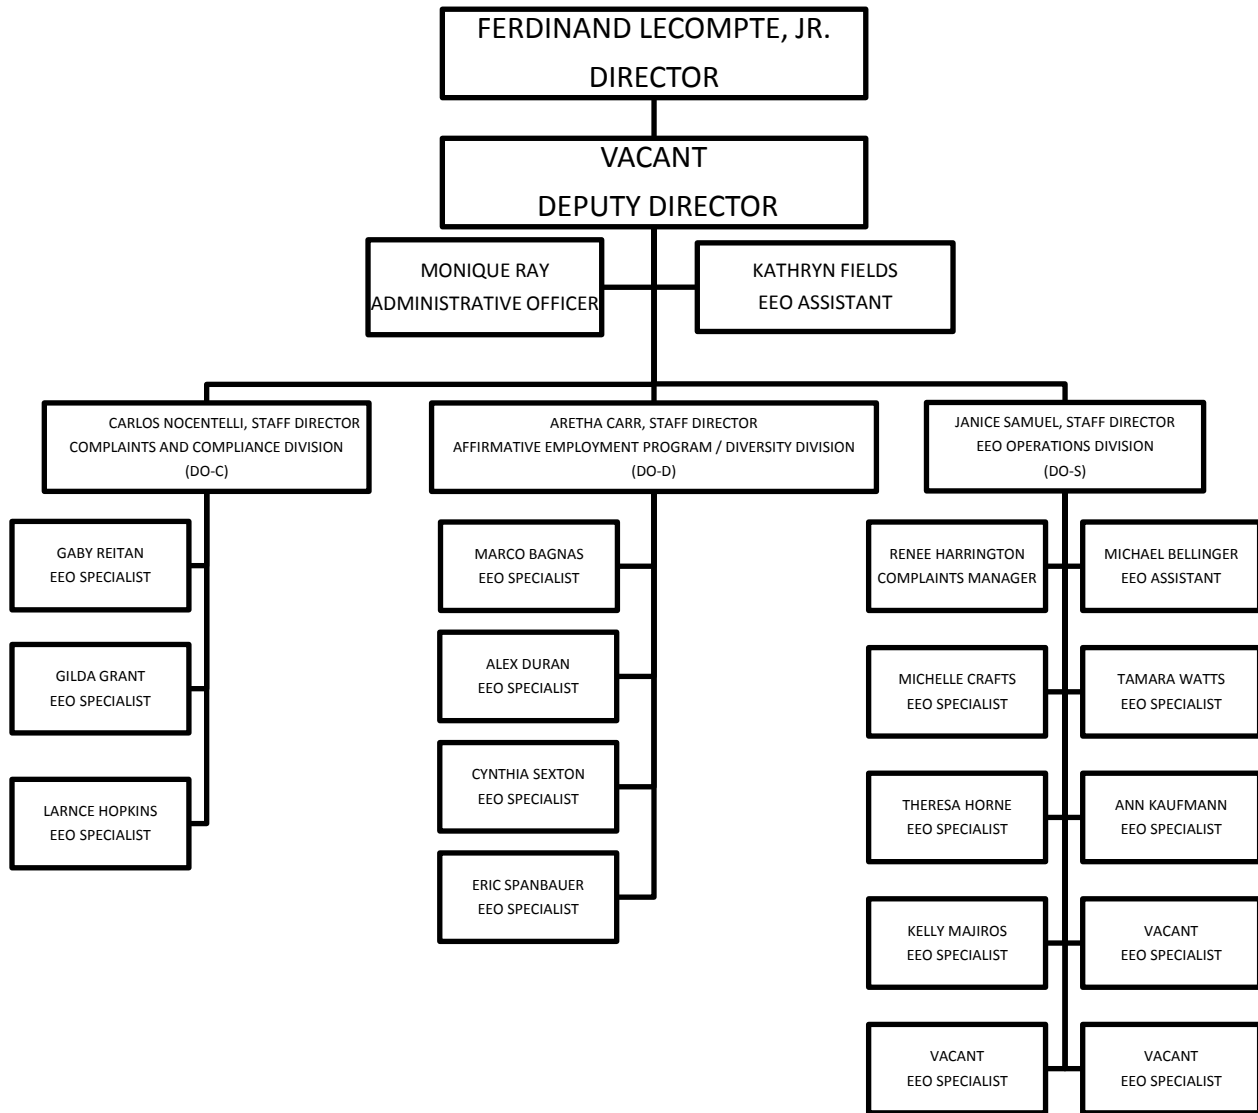 FERDINAND LECOMPTE, JR.
DIRECTOR
VACANT
DEPUTY DIRECTOR
MONIQUE RAY
ADMINISTRATIVE OFFICER
KATHRYN FIELDS
EEO ASSISTANT
CARLOS NOCENTELLI, STAFF DIRECTOR
COMPLAINTS AND COMPLIANCE DIVISION
(DO-C)
ARETHA CARR, STAFF DIRECTOR
AFFIRMATIVE EMPLOYMENT PROGRAM / DIVERSITY DIVISION
(DO-D)
JANICE SAMUEL, STAFF DIRECTOR
EEO OPERATIONS DIVISION
(DO-S)
GABY REITAN
EEO SPECIALIST
GILDA GRANT
EEO SPECIALIST
LARNCE HOPKINS
EEO SPECIALIST
MARCO BAGNAS
EEO SPECIALIST
ALEX DURAN
EEO SPECIALIST
CYNTHIA SEXTON
EEO SPECIALIST
ERIC SPANBAUER
EEO SPECIALIST
RENEE HARRINGTON
COMPLAINTS MANAGER
MICHAEL BELLINGER
EEO ASSISTANT
MICHELLE CRAFTS
EEO SPECIALIST
TAMARA WATTS
EEO SPECIALIST
THERESA HORNE
EEO SPECIALIST
ANN KAUFMANN
EEO SPECIALIST
KELLY MAJIROS
EEO SPECIALIST
VACANT
EEO SPECIALIST
VACANT
EEO SPECIALIST
VACANT
EEO SPECIALIST